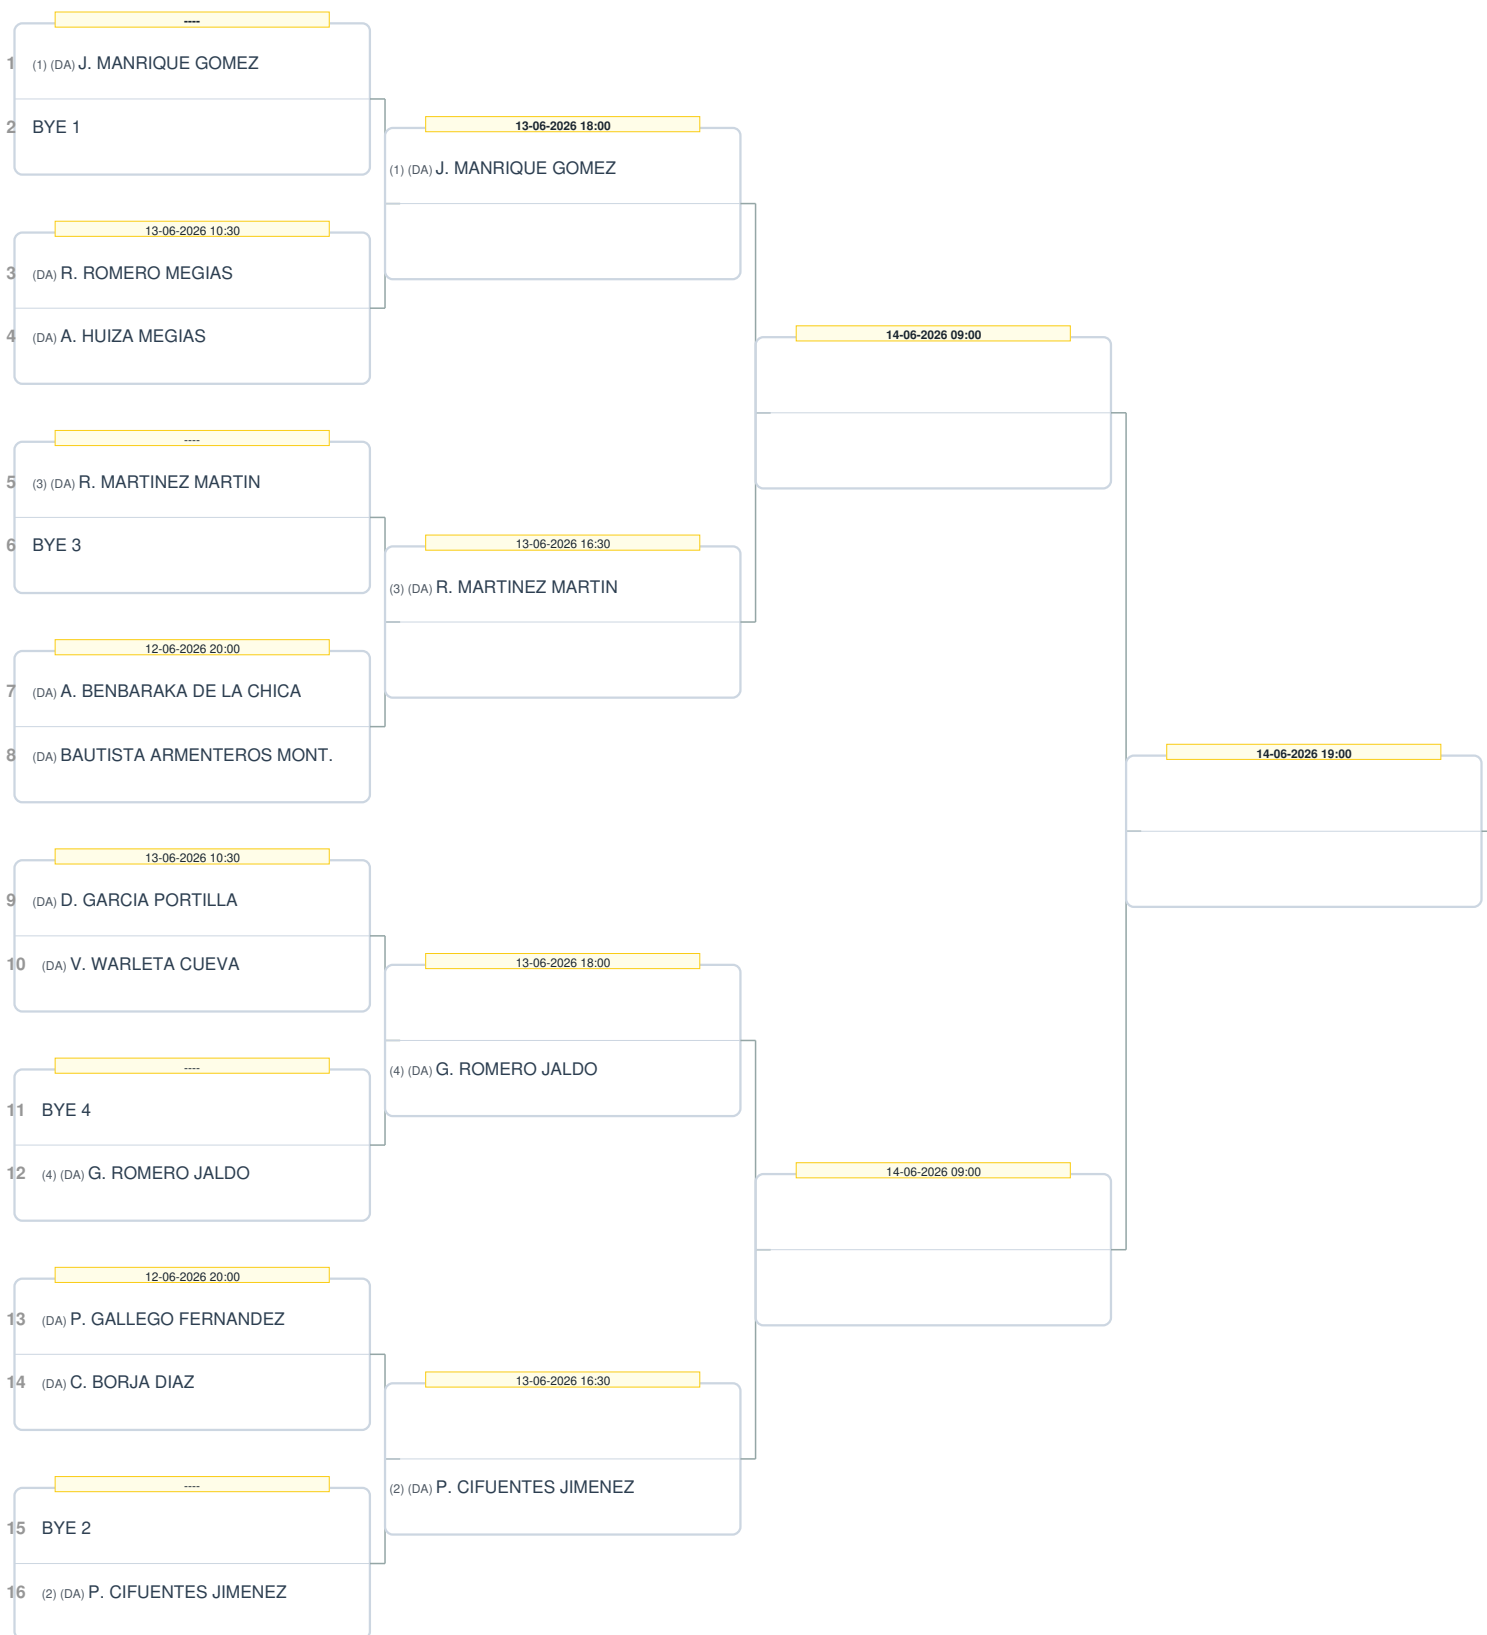 ----
1 (1) (DA) J. MANRIQUE GOMEZ
2 BYE 1
13-06-2026 10:30
3 (DA) R. ROMERO MEGIAS
4 (DA) A. HUIZA MEGIAS
----
5 (3) (DA) R. MARTINEZ MARTIN
6 BYE 3
12-06-2026 20:00
7 (DA) A. BENBARAKA DE LA CHICA
8 (DA) BAUTISTA ARMENTEROS MONT.
13-06-2026 10:30
9 (DA) D. GARCIA PORTILLA
10 (DA) V. WARLETA CUEVA
----
11 BYE 4
12 (4) (DA) G. ROMERO JALDO
12-06-2026 20:00
13 (DA) P. GALLEGO FERNANDEZ
14 (DA) C. BORJA DIAZ
----
15 BYE 2
16 (2) (DA) P. CIFUENTES JIMENEZ
13-06-2026 18:00
(1) (DA) J. MANRIQUE GOMEZ
13-06-2026 16:30
(3) (DA) R. MARTINEZ MARTIN
13-06-2026 18:00
(4) (DA) G. ROMERO JALDO
13-06-2026 16:30
(2) (DA) P. CIFUENTES JIMENEZ
14-06-2026 09:00
14-06-2026 09:00
14-06-2026 19:00